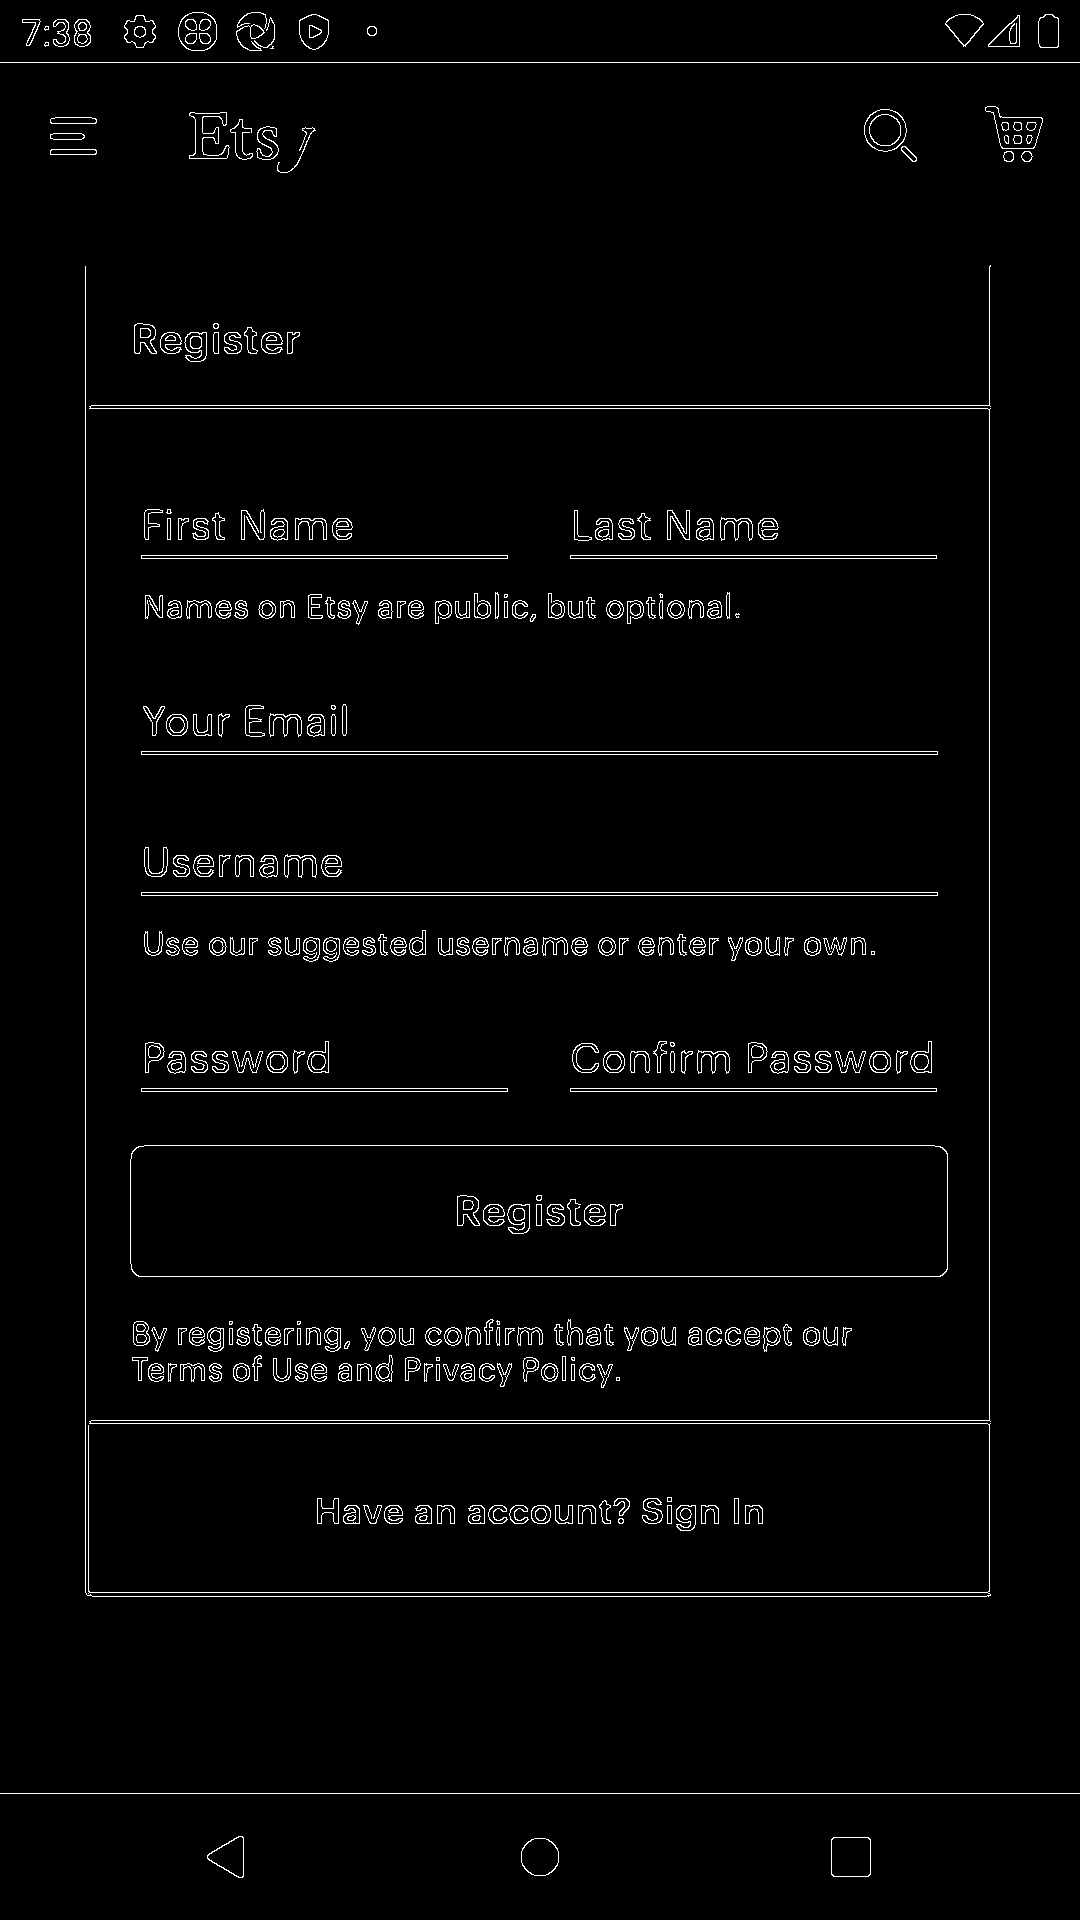 7:38
Etsy
Register
First Name Last Name
Names on Etsy are public, but optional.
Your Email
Username
Use our suggested username or enter your own.
Password Confirm Password
Register
By registering, you confirm that you accept our
Terms of Use and Privacy Policy.
Have an account? Sign In